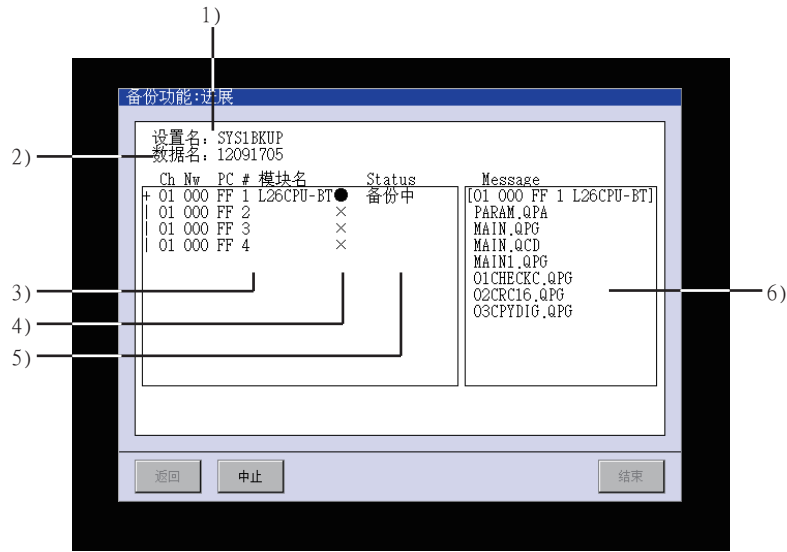 1)
备份功能:进展
设置名: SYS1BKUP
2)
数据名: 12091705
Ch Nw PC # 模块名 Status Message
+ 01 000 FF 1 L26CPU-BT● 备份中 [01 000 FF 1 L26CPU-BT]
| 01 000 FF 2 × PARAM.QPA
| 01 000 FF 3 × MAIN.QPG
| 01 000 FF 4 × MAIN.QCD
MAIN1.QPG
01CHECKC.QPG
3)
02CRC16.QPG
6)
03CPYDIG.QPG
4)
5)
返回 中止 结束